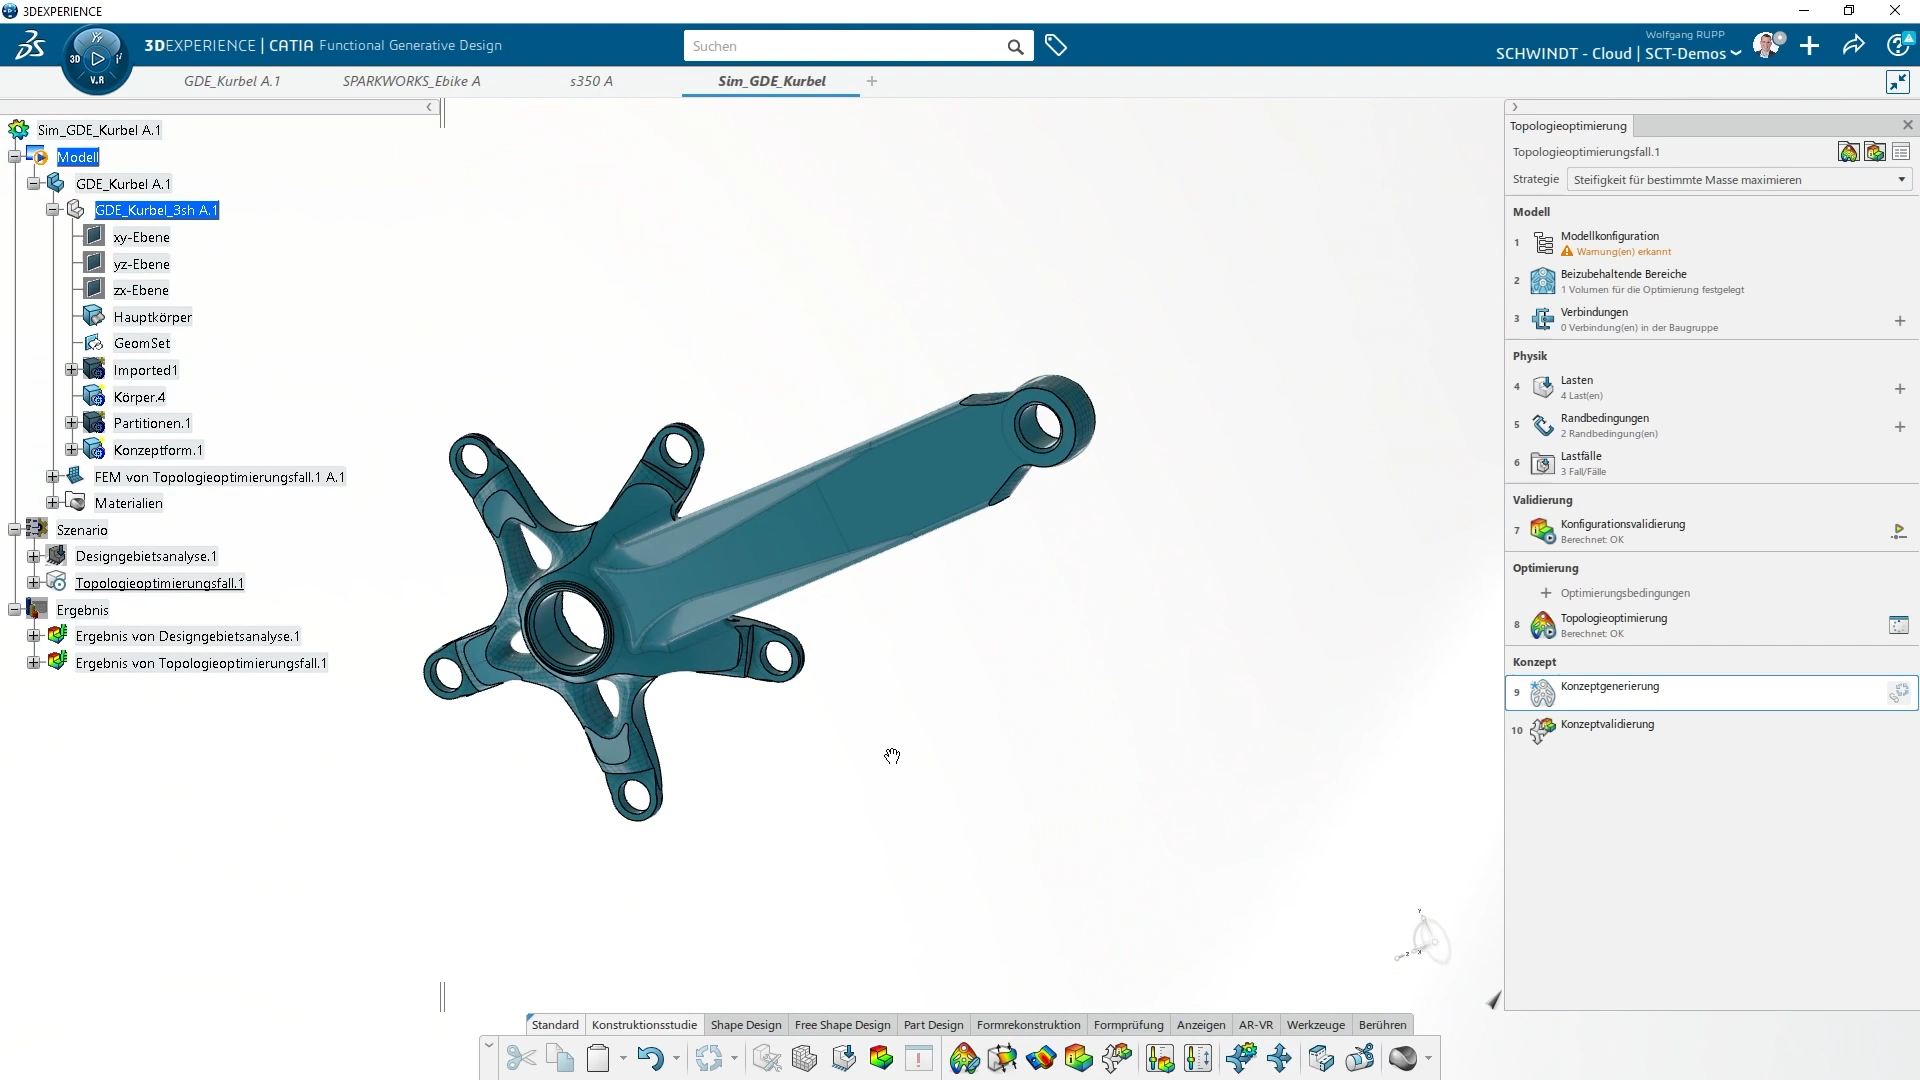 3DEXPERIENCE
3DEXPERIENCE | CATIA Functional Generative Design
3D
V.R
Suchen
Wolfgang RUPP
SCHWINDT - Cloud | SCT-Demos
GDE_Kurbel A.1
SPARKWORKS_Ebike A
s350 A
Sim_GDE_Kurbel
Sim_GDE_Kurbel A.1
Modell
GDE_Kurbel A.1
GDE_Kurbel_3sh A.1
xy-Ebene
yz-Ebene
zx-Ebene
Hauptkörper
GeomSet
Imported1
Körper.4
Partitionen.1
Konzeptform.1
FEM von Topologieoptimierungsfall.1 A.1
Materialien
Szenario
Designgebietsanalyse.1
Topologieoptimierungsfall.1
Ergebnis
Ergebnis von Designgebietsanalyse.1
Ergebnis von Topologieoptimierungsfall.1
Topologieoptimierung
Topologieoptimierungsfall.1
Strategie
Steifigkeit für bestimmte Masse maximieren
Modell
1 Modellkonfiguration
Warnung(en) erkannt
2 Beizubehaltende Bereiche
1 Volumen für die Optimierung festgelegt
3 Verbindungen
0 Verbindung(en) in der Baugruppe
Physik
4 Lasten
4 Last(en)
5 Randbedingungen
2 Randbedingung(en)
6 Lastfälle
3 Fall/Fälle
Validierung
7 Konfigurationsvalidierung
Berechnet: OK
Optimierung
Optimierungsbedingungen
8 Topologieoptimierung
Berechnet: OK
Konzept
9 Konzeptgenerierung
10 Konzeptvalidierung
Standard
Konstruktionsstudie
Shape Design
Free Shape Design
Part Design
Formrekonstruktion
Formprüfung
Anzeigen
AR-VR
Werkzeuge
Berühren